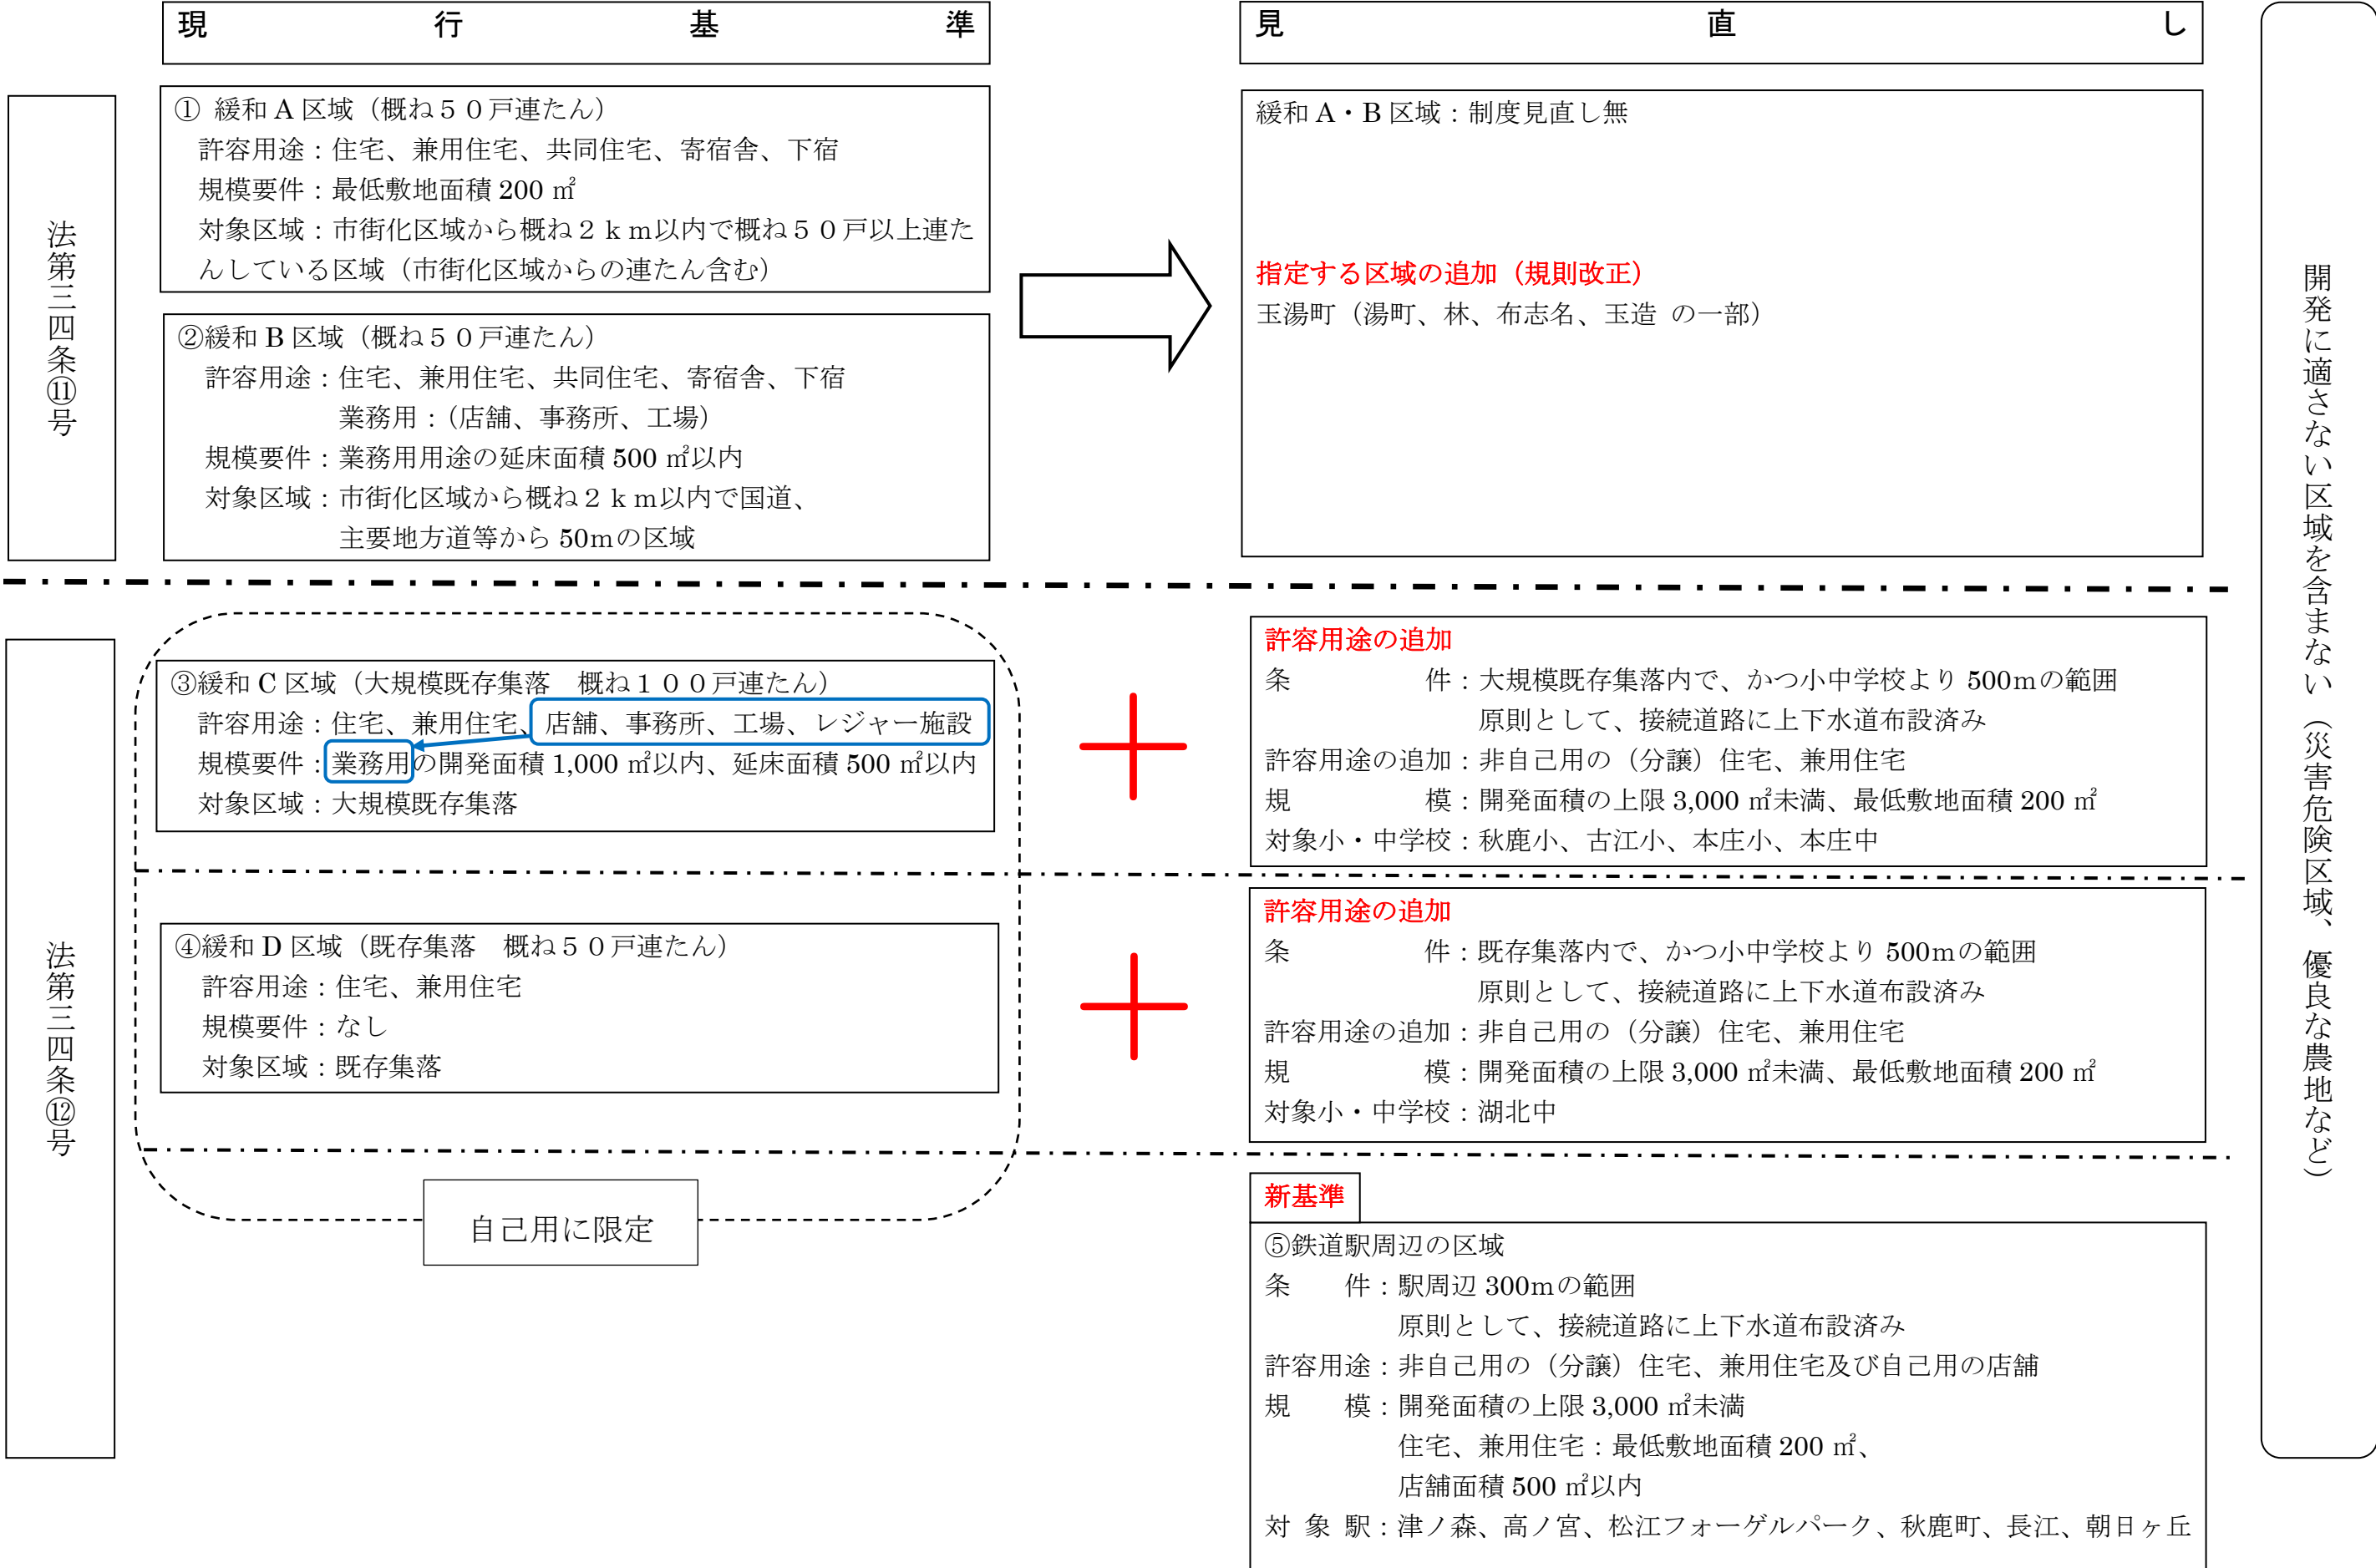 現行基準
見直し
法第三四条⑪号
① 緩和 A 区域（概ね５０戸連たん）
許容用途：住宅、兼用住宅、共同住宅、寄宿舎、下宿
規模要件：最低敷地面積 200 ㎡
対象区域：市街化区域から概ね２ｋｍ以内で概ね５０戸以上連た
んしている区域（市街化区域からの連たん含む）
②緩和 B 区域（概ね５０戸連たん）
許容用途：住宅、兼用住宅、共同住宅、寄宿舎、下宿
業務用：（店舗、事務所、工場）
規模要件：業務用用途の延床面積 500 ㎡以内
対象区域：市街化区域から概ね２ｋｍ以内で国道、
主要地方道等から 50ｍの区域
緩和 A・B 区域：制度見直し無
指定する区域の追加（規則改正）
玉湯町（湯町、林、布志名、玉造 の一部）
法第三四条⑫号
③緩和 C 区域（大規模既存集落　概ね１００戸連たん）
許容用途：住宅、兼用住宅、店舗、事務所、工場、レジャー施設
規模要件：業務用の開発面積 1,000 ㎡以内、延床面積 500 ㎡以内
対象区域：大規模既存集落
許容用途の追加
条件：大規模既存集落内で、かつ小中学校より 500ｍの範囲
原則として、接続道路に上下水道布設済み
許容用途の追加：非自己用の（分譲）住宅、兼用住宅
規模：開発面積の上限 3,000 ㎡未満、最低敷地面積 200 ㎡
対象小・中学校：秋鹿小、古江小、本庄小、本庄中
④緩和 D 区域（既存集落　概ね５０戸連たん）
許容用途：住宅、兼用住宅
規模要件：なし
対象区域：既存集落
許容用途の追加
条件：既存集落内で、かつ小中学校より 500ｍの範囲
原則として、接続道路に上下水道布設済み
許容用途の追加：非自己用の（分譲）住宅、兼用住宅
規模：開発面積の上限 3,000 ㎡未満、最低敷地面積 200 ㎡
対象小・中学校：湖北中
自己用に限定
新基準
⑤鉄道駅周辺の区域
条件：駅周辺 300ｍの範囲
原則として、接続道路に上下水道布設済み
許容用途：非自己用の（分譲）住宅、兼用住宅及び自己用の店舗
規模：開発面積の上限 3,000 ㎡未満
住宅、兼用住宅：最低敷地面積 200 ㎡、
店舗面積 500 ㎡以内
対象駅：津ノ森、高ノ宮、松江フォーゲルパーク、秋鹿町、長江、朝日ヶ丘
開発に適さない区域を含まない（災害危険区域、優良な農地など）